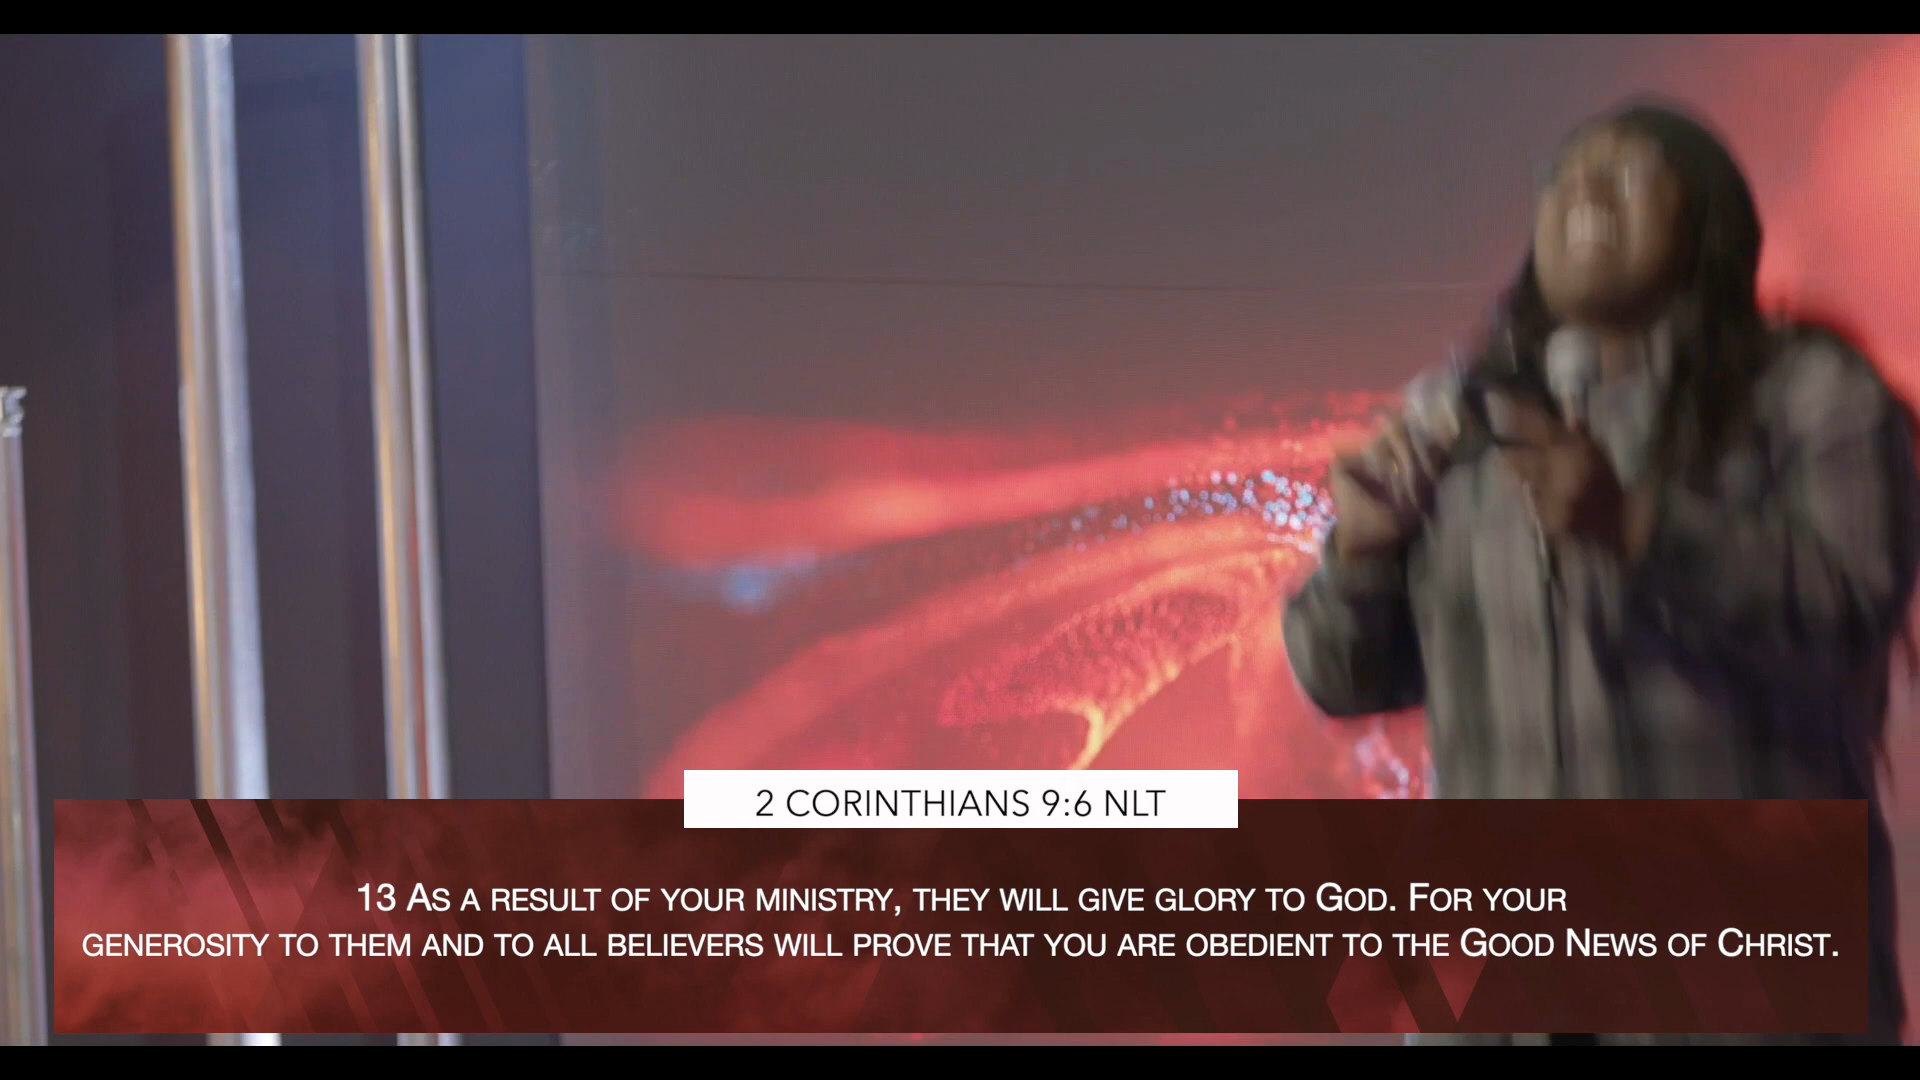 2 CORINTHIANS 9:6 NLT
13 As a result of your ministry, they will give glory to God. For your
generosity to them and to all believers will prove that you are obedient to the Good News of Christ.